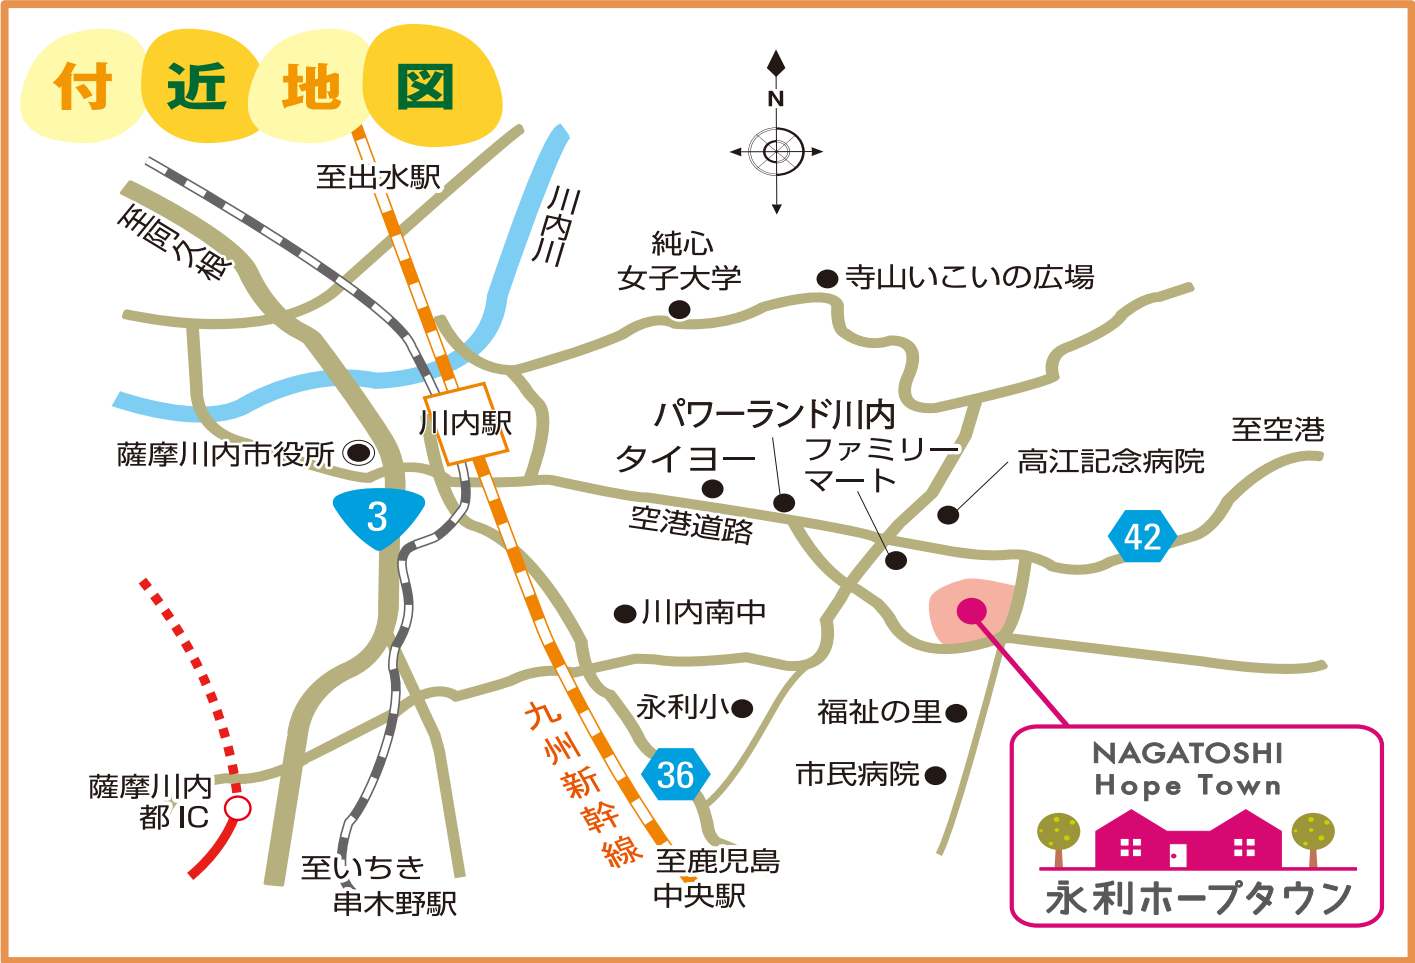 付近地図
至出水駅
N
川内川
至阿久根
純心
女子大学
寺山いこいの広場
川内駅
パワーランド川内
ファミリー
マート
タイヨー
至空港
高江記念病院
薩摩川内市役所
3
空港道路
42
川内南中
永利小
福祉の里
市民病院
36
九州新幹線
薩摩川内
都IC
至いちき
串木野駅
至鹿児島
中央駅
NAGATOSHI
Hope Town
永利ホープタウン